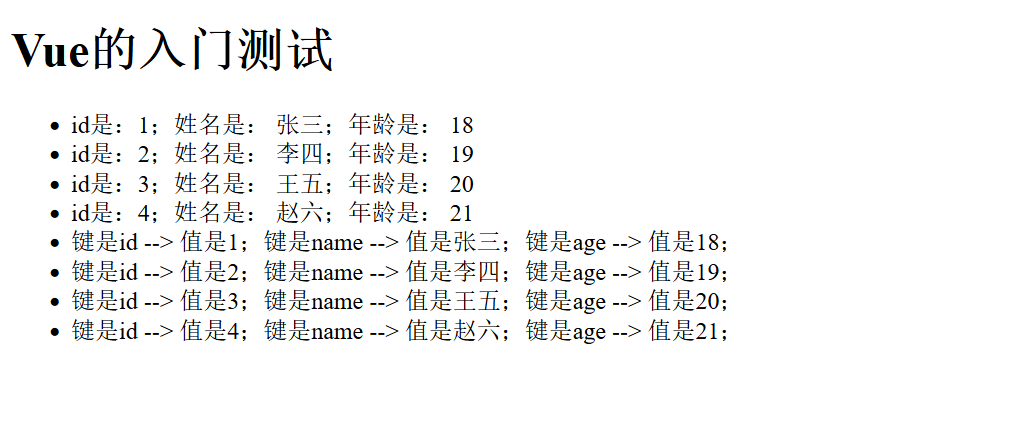 Vue的入门测试
id是：1；姓名是： 张三；年龄是： 18
id是：2；姓名是： 李四；年龄是： 19
id是：3；姓名是： 王五；年龄是： 20
id是：4；姓名是： 赵六；年龄是： 21
键是id --> 值是1；键是name --> 值是张三；键是age --> 值是18；
键是id --> 值是2；键是name --> 值是李四；键是age --> 值是19；
键是id --> 值是3；键是name --> 值是王五；键是age --> 值是20；
键是id --> 值是4；键是name --> 值是赵六；键是age --> 值是21；